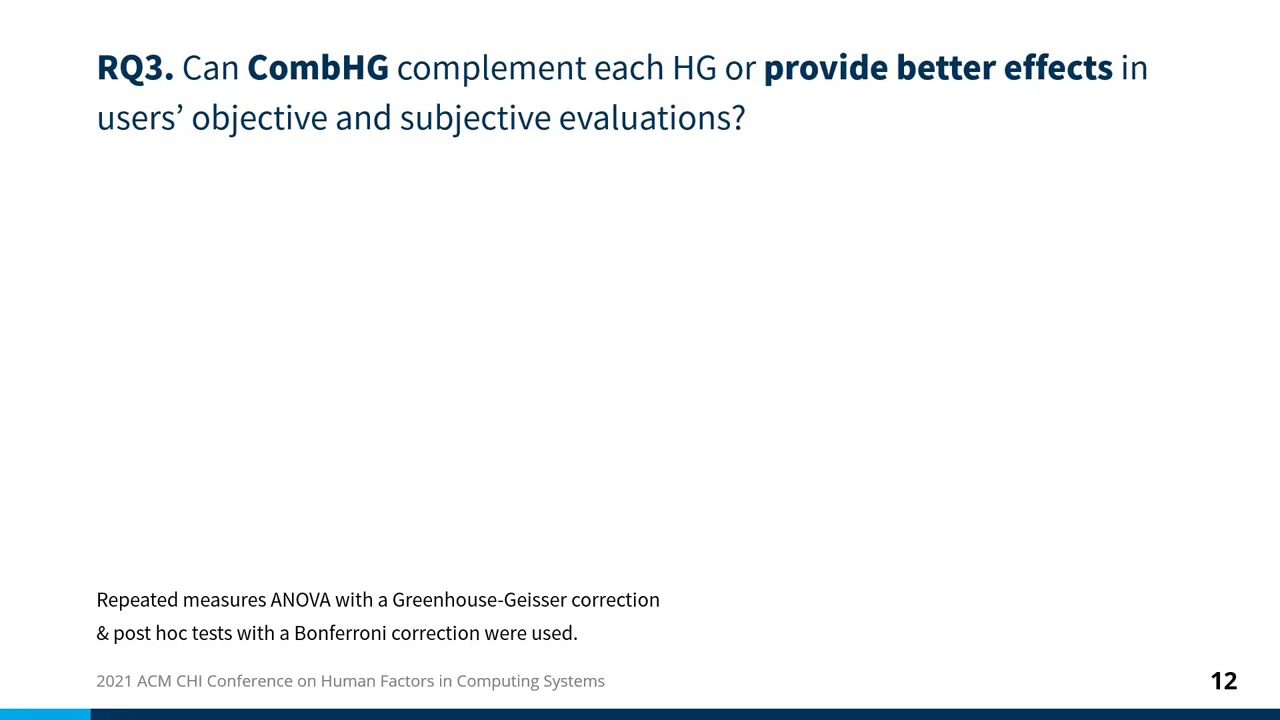 RQ3. Can CombHG complement each HG or provide better effects in
users’ objective and subjective evaluations?
Repeated measures ANOVA with a Greenhouse-Geisser correction
& post hoc tests with a Bonferroni correction were used.
2021 ACM CHI Conference on Human Factors in Computing Systems
12